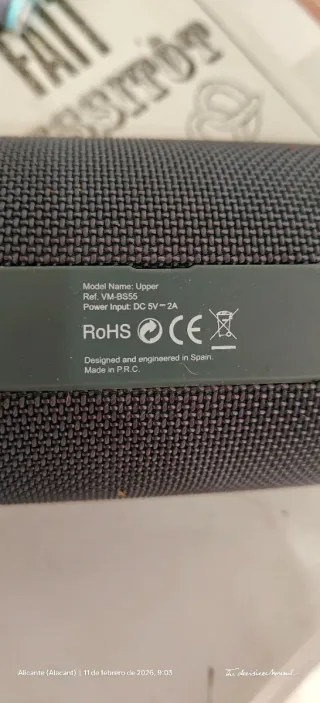 FAIT
Model Name: Upper
Ref. VM-BS55
Power Input: DC 5V⎓2A
RoHS CE
Designed and engineered in Spain.
Made in P.R.C.
Alicante (Alacant) | 11 de febrero de 2026, 9:03